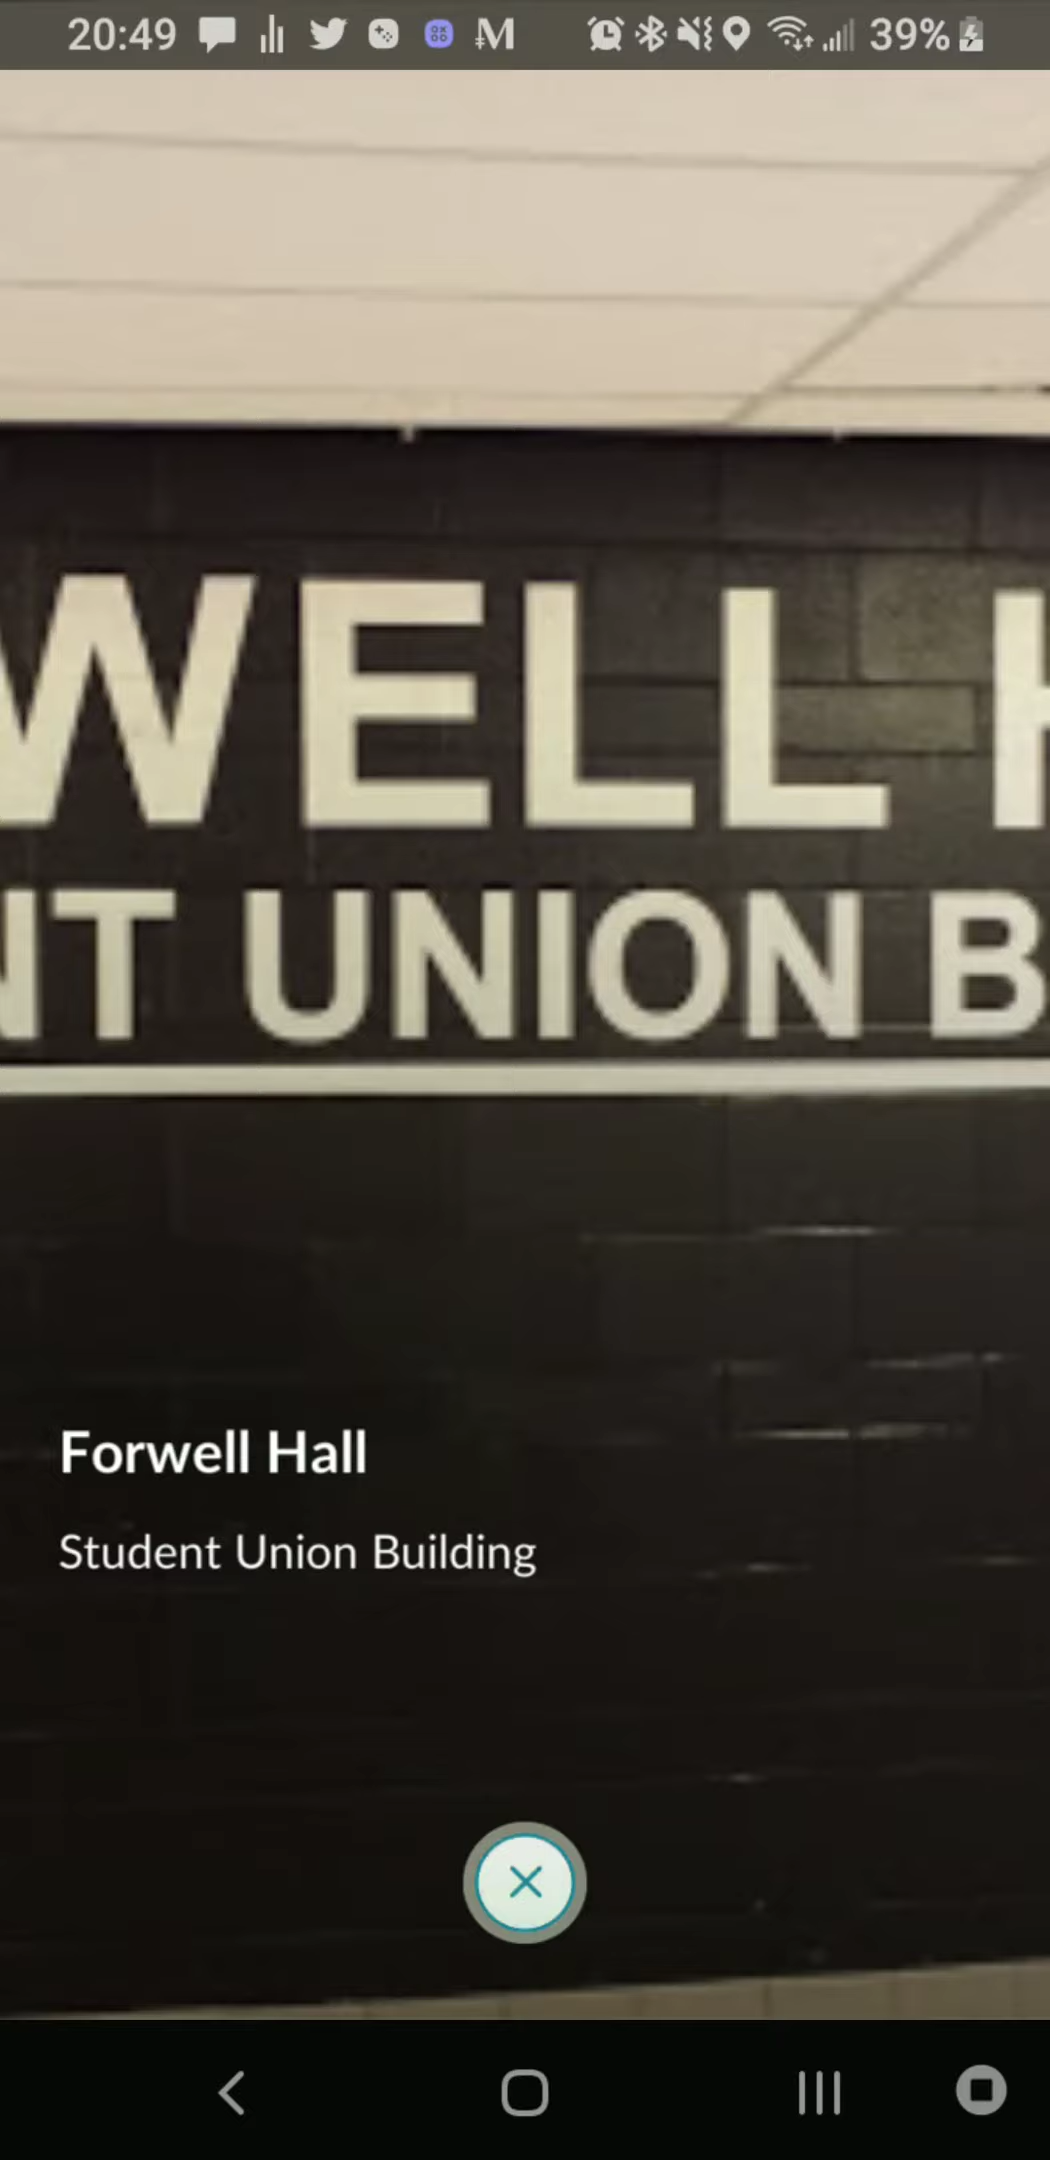 20:49
39%
WELL H
NT UNION B
Forwell Hall
Student Union Building